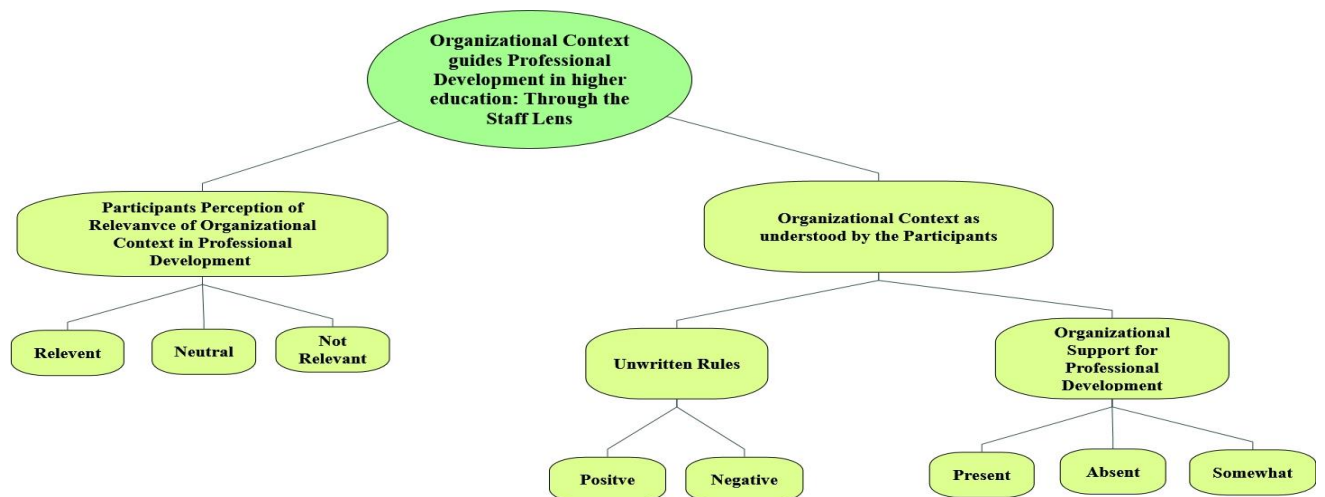 Organizational Context
guides Professional
Development in higher
education: Through the
Staff Lens
Participants Perception of
Relevanvce of Organizational
Context in Professional
Development
Organizational Context as
understood by the Participants
Relevent
Neutral
Not
Relevant
Unwritten Rules
Organizational
Support for
Professional
Development
Positve
Negative
Present
Absent
Somewhat